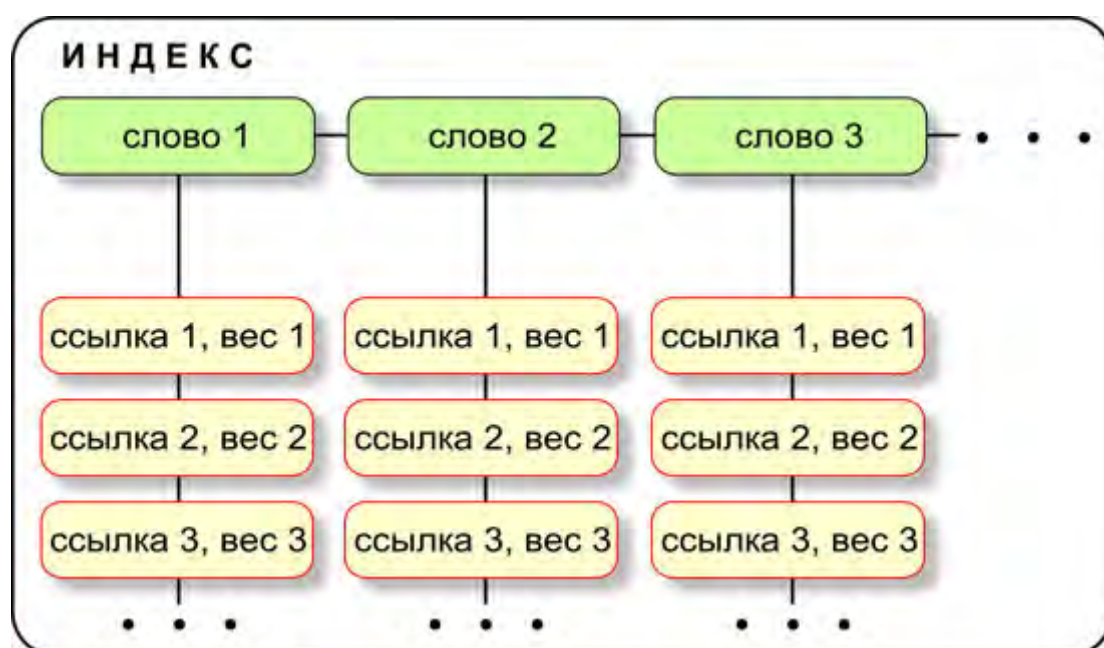 ИНДЕКС
слово 1 слово 2 слово 3 . . .
ссылка 1, вес 1 ссылка 1, вес 1 ссылка 1, вес 1
ссылка 2, вес 2 ссылка 2, вес 2 ссылка 2, вес 2
ссылка 3, вес 3 ссылка 3, вес 3 ссылка 3, вес 3
. . . . . . . . .